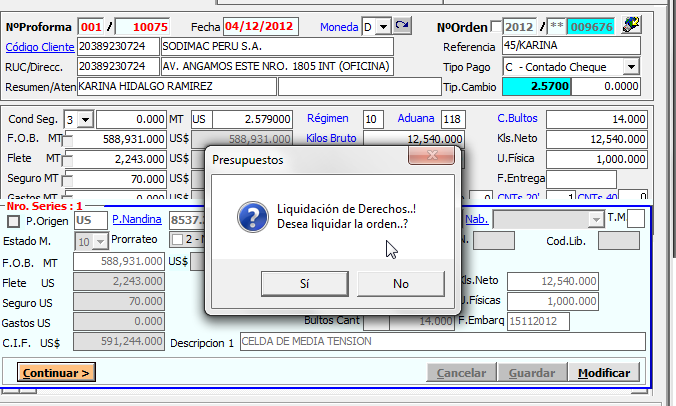 NºProforma 001 / 10075 Fecha 04/12/2012 Moneda D NºOrden 2012 / ** 009676
Código Cliente 20389230724 SODIMAC PERU S.A. Referencia 45/KARINA
RUC/Direcc. 20389230724 AV. ANGAMOS ESTE NRO. 1805 INT (OFICINA) Tipo Pago C - Contado Cheque
Resumen/Aten KARINA HIDALGO RAMIREZ Tip.Cambio 2.5700 0.0000
Cond Seg. 3 0.000 MT US 2.579000 Régimen 10 Aduana 118 C.Bultos 14.000
F.O.B. MT 588,931.000 US$ 588,931.000 Kilos Bruto 12,540.000 Kls.Neto 12,540.000
Flete MT 2,243.000 US$ U.Física 1,000.000
Seguro MT 70.000 US$ F.Entrega
Gastos MT 0.000 US$ 0 CNTs 20' 1 CNTs 40 0
Presupuestos
Liquidación de Derechos..!
Desea liquidar la orden..?
Sí No
Nro. Series : 1
P.Origen US P.Nandina 8537.2 Nab. T.M
Estado M. 10 Prorrateo 2 - N. Cod.Lib.
F.O.B. MT 588,931.000 US$
Flete US 2,243.000 Kls.Neto 12,540.000
Seguro US 70.000 U.Físicas 1,000.000
Gastos US 0.000 Bultos Cant 14.000 F.Embarq 15112012
C.I.F. US$ 591,244.000 Descripcion 1 CELDA DE MEDIA TENSION
Continuar > Cancelar Guardar Modificar